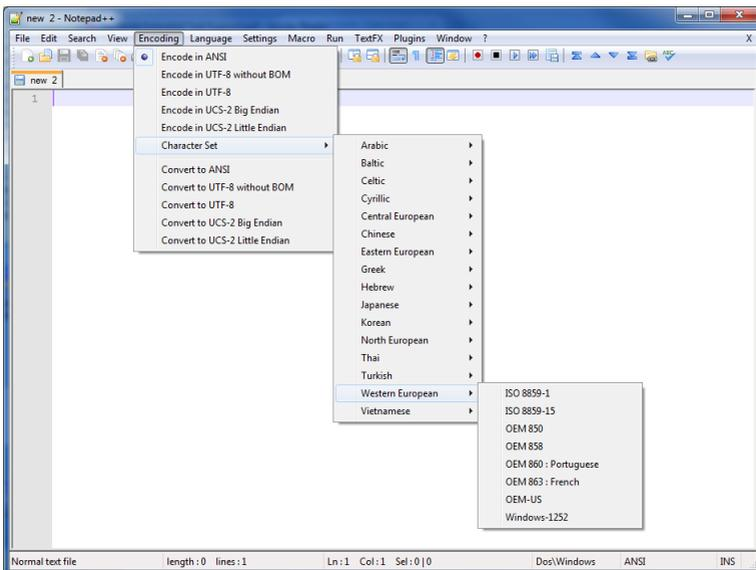 new 2 - Notepad++
File Edit Search View Encoding Language Settings Macro Run TextFX Plugins Window ? X
new 2
1
Encode in ANSI
Encode in UTF-8 without BOM
Encode in UTF-8
Encode in UCS-2 Big Endian
Encode in UCS-2 Little Endian
Character Set
Convert to ANSI
Convert to UTF-8 without BOM
Convert to UTF-8
Convert to UCS-2 Big Endian
Convert to UCS-2 Little Endian
Arabic
Baltic
Celtic
Cyrillic
Central European
Chinese
Eastern European
Greek
Hebrew
Japanese
Korean
North European
Thai
Turkish
Western European
Vietnamese
ISO 8859-1
ISO 8859-15
OEM 850
OEM 858
OEM 860 : Portuguese
OEM 863 : French
OEM-US
Windows-1252
Normal text file length : 0 lines : 1 Ln : 1 Col : 1 Sel : 0 | 0 Dos\Windows ANSI INS